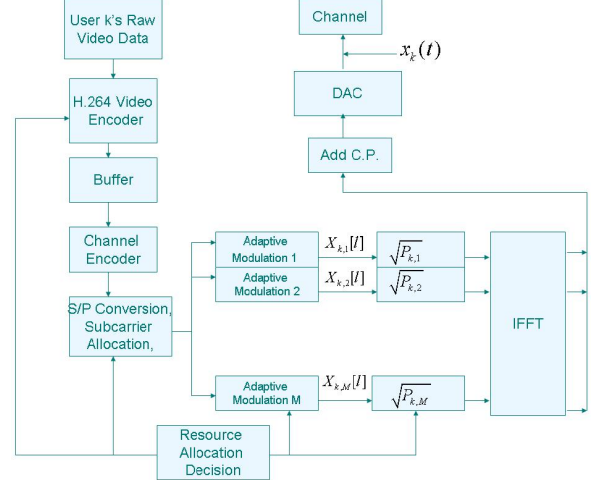 User k's Raw
Video Data
H.264 Video
Encoder
Buffer
Channel
Encoder
S/P Conversion,
Subcarrier
Allocation,
Channel
x_k(t)
DAC
Add C.P.
Adaptive
Modulation 1
X_{k,1}[l]
√P_{k,1}
Adaptive
Modulation 2
X_{k,2}[l]
√P_{k,2}
IFFT
Adaptive
Modulation M
X_{k,M}[l]
√P_{k,M}
Resource
Allocation
Decision